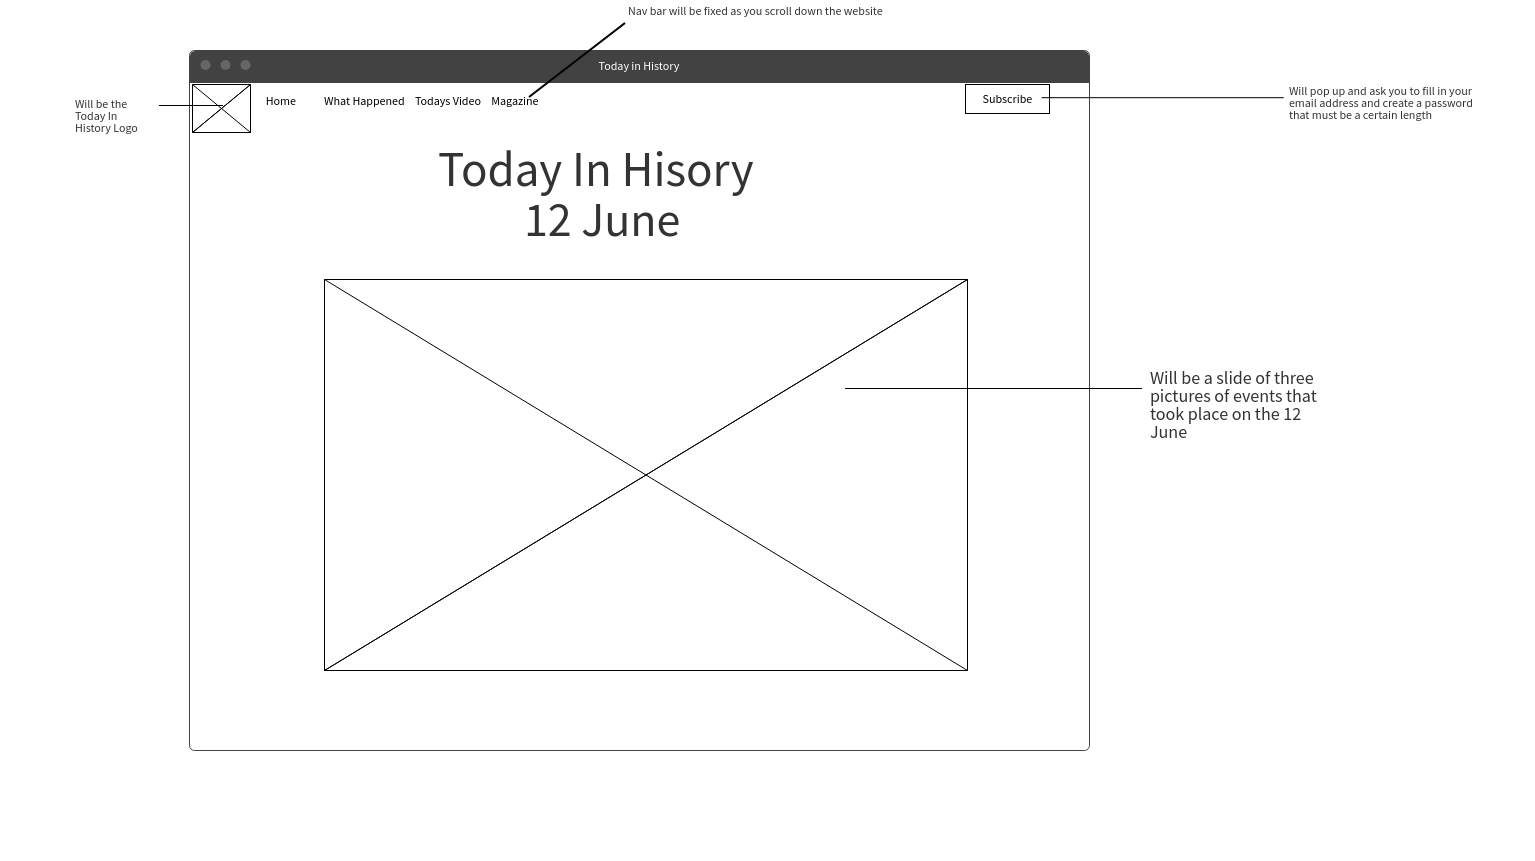 Nav bar will be fixed as you scroll down the website
Today in History
Will be the
Today In
History Logo
Home What Happened Todays Video Magazine
Subscribe
Will pop up and ask you to fill in your
email address and create a password
that must be a certain length
Today In Hisory
12 June
Will be a slide of three
pictures of events that
took place on the 12
June